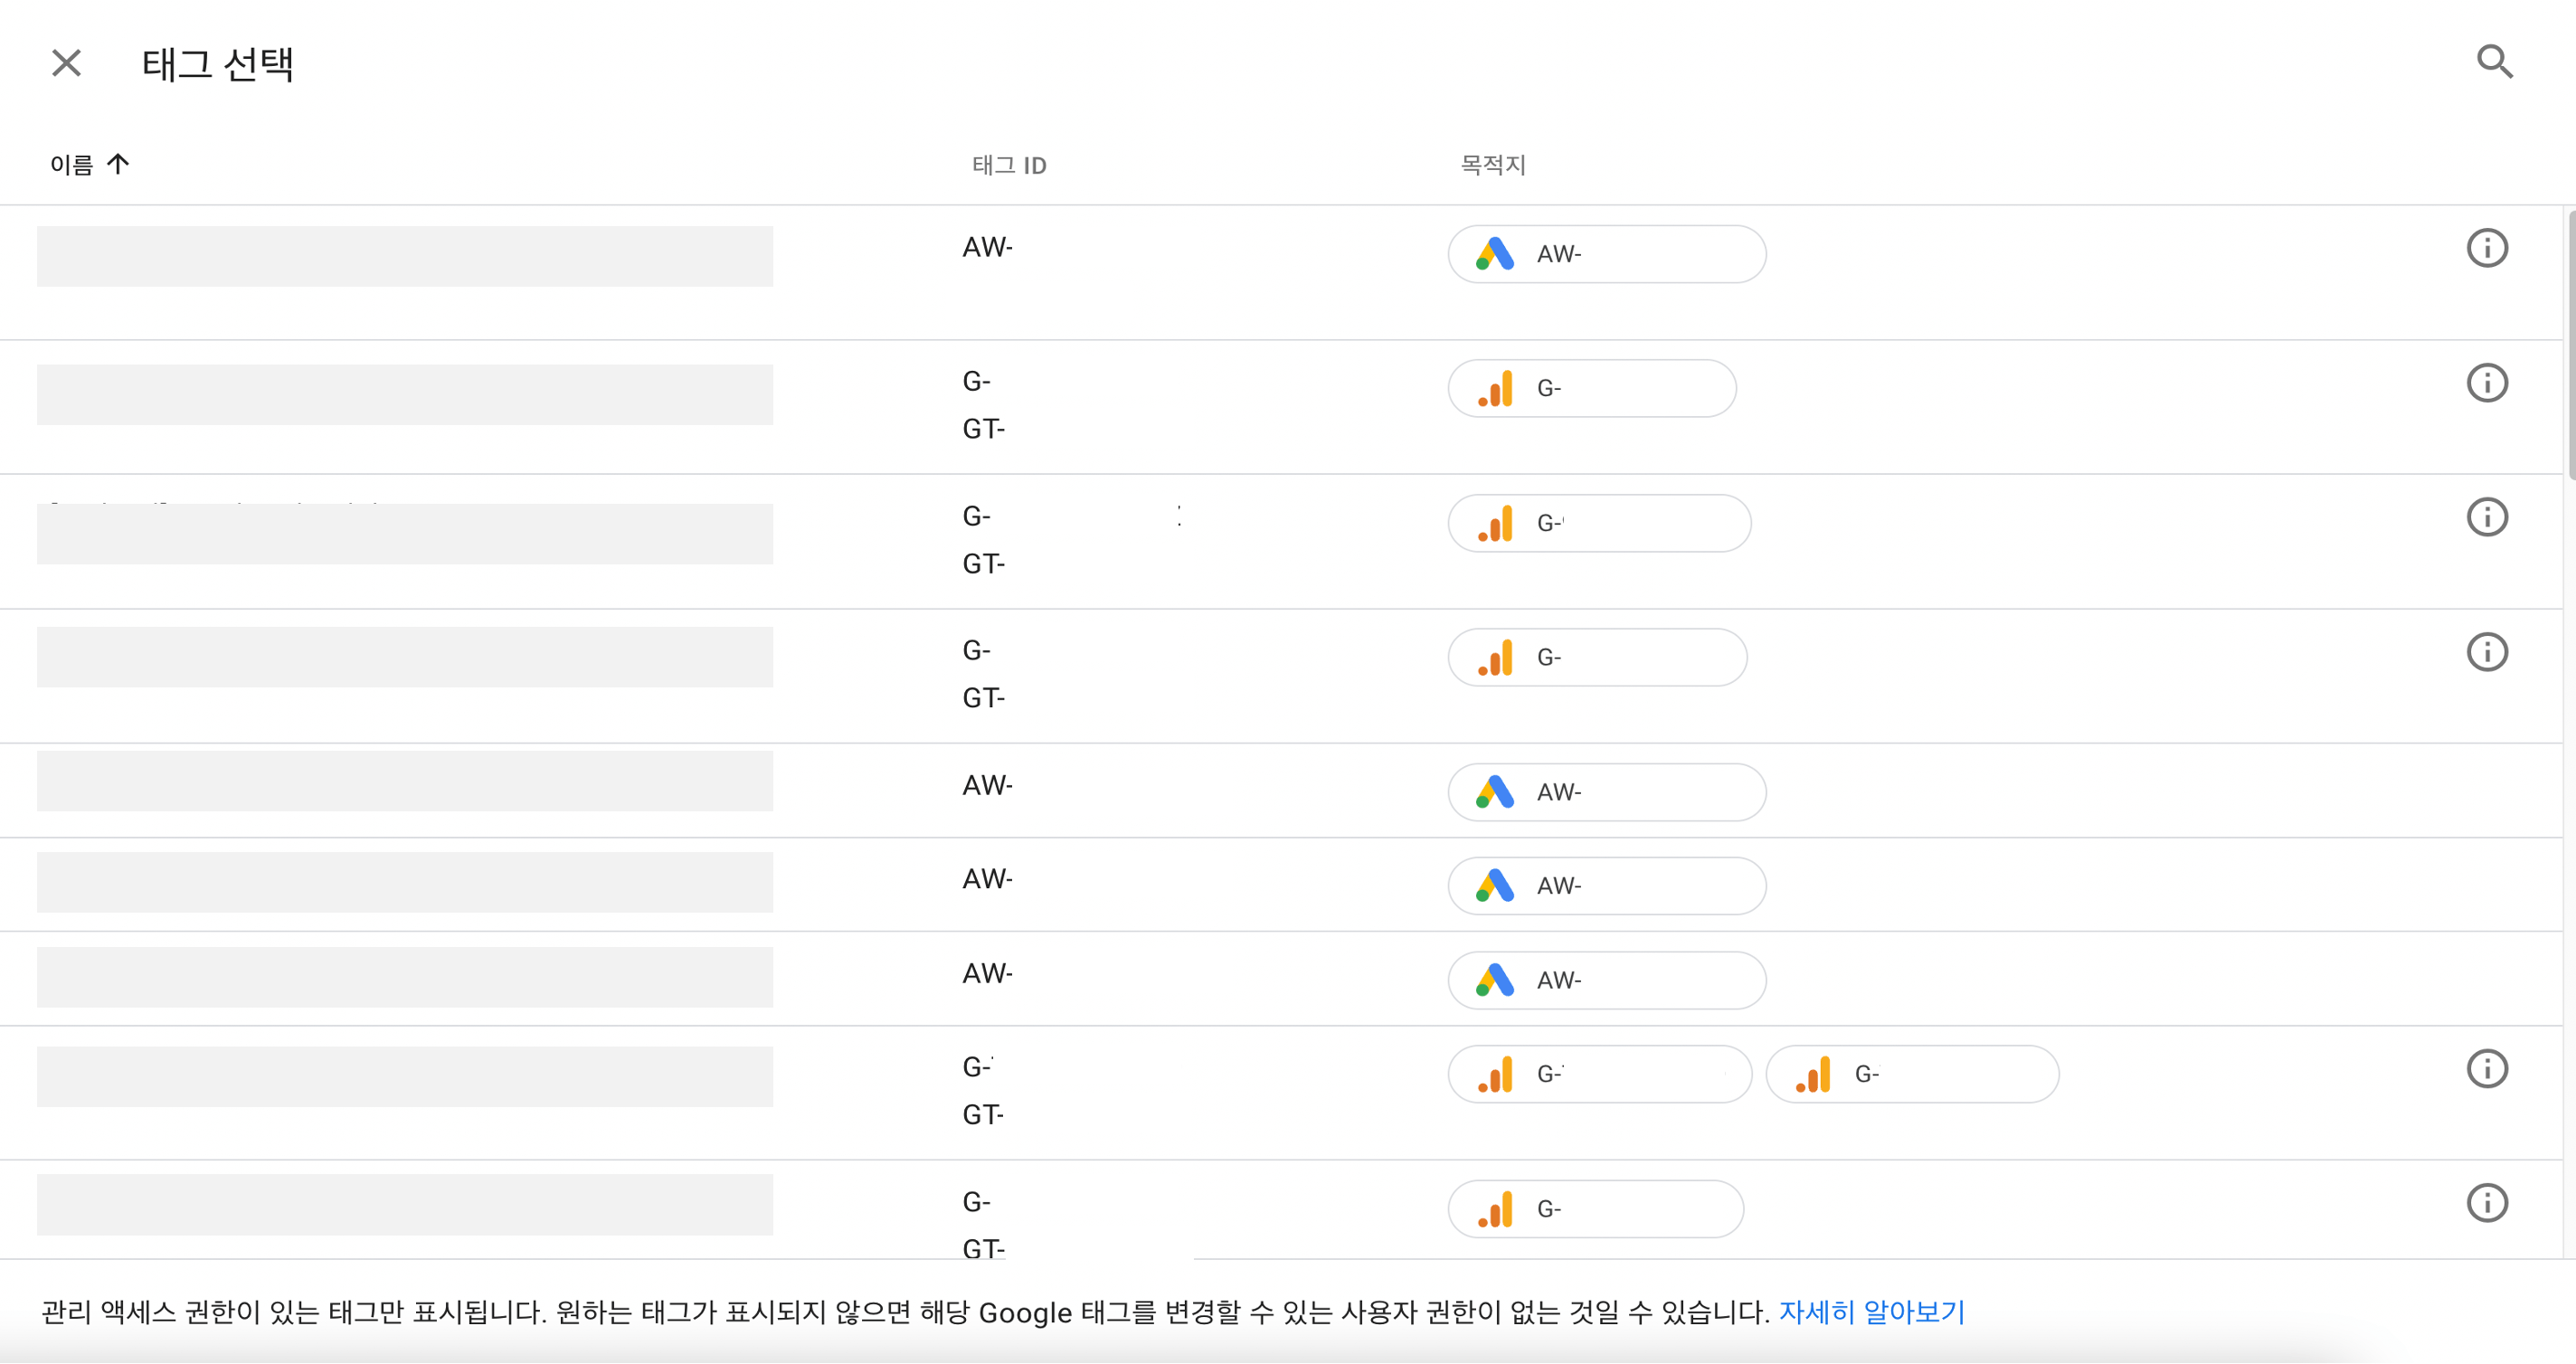 태그 선택
이름 태그 ID 목적지
AW- AW-
G- G-
GT-
G- G-
GT-
G- G-
GT-
AW- AW-
AW- AW-
AW- AW-
G- G- G-
GT-
G- G-
GT-
관리 액세스 권한이 있는 태그만 표시됩니다. 원하는 태그가 표시되지 않으면 해당 Google 태그를 변경할 수 있는 사용자 권한이 없는 것일 수 있습니다. 자세히 알아보기